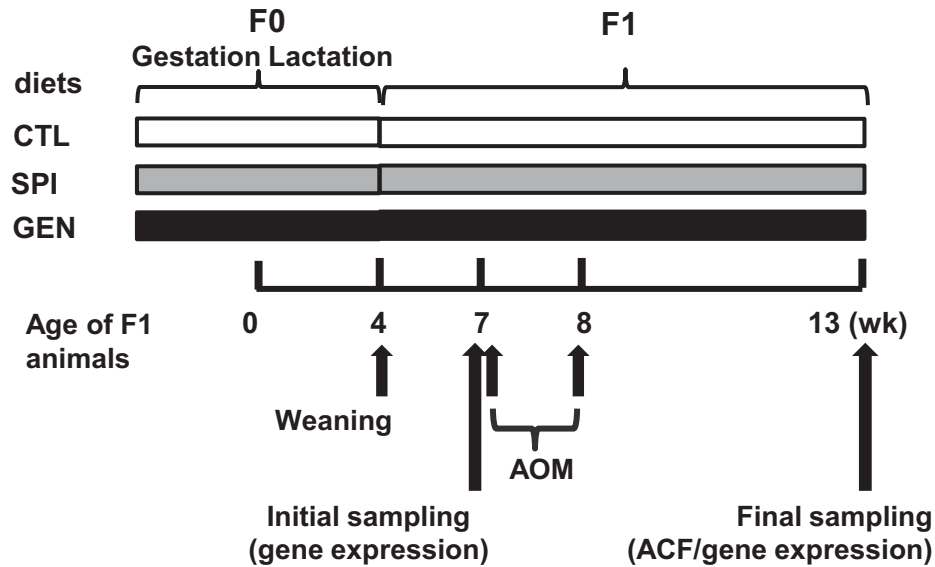 F0 F1
Gestation Lactation
diets
CTL
SPI
GEN
0 4 7 8 13 (wk)
Age of F1
animals
Weaning
AOM
Initial sampling
(gene expression)
Final sampling
(ACF/gene expression)